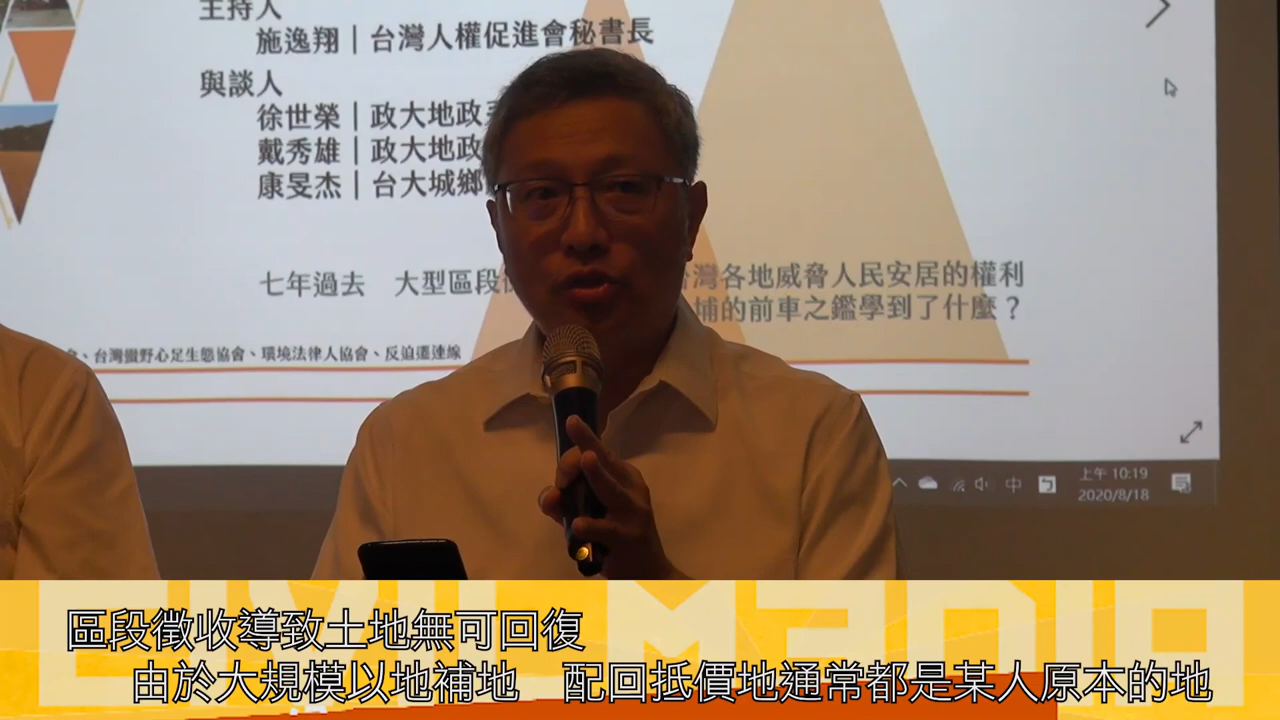 主持人
施逸翔｜台灣人權促進會秘書長
與談人
徐世榮｜政大地政
戴秀雄｜政大地政
康旻杰｜台大城鄉
七年過去 大型區段 灣各地威脅人民安居的權利
埔的前車之鑑學到了什麼？
、台灣蠻野心足生態協會、環境法律人協會、反迫遷連線
中
上午 10:19
2020/8/18
CIVIL MEDIA
區段徵收導致土地無可回復
由於大規模以地補地 配回抵價地通常都是某人原本的地